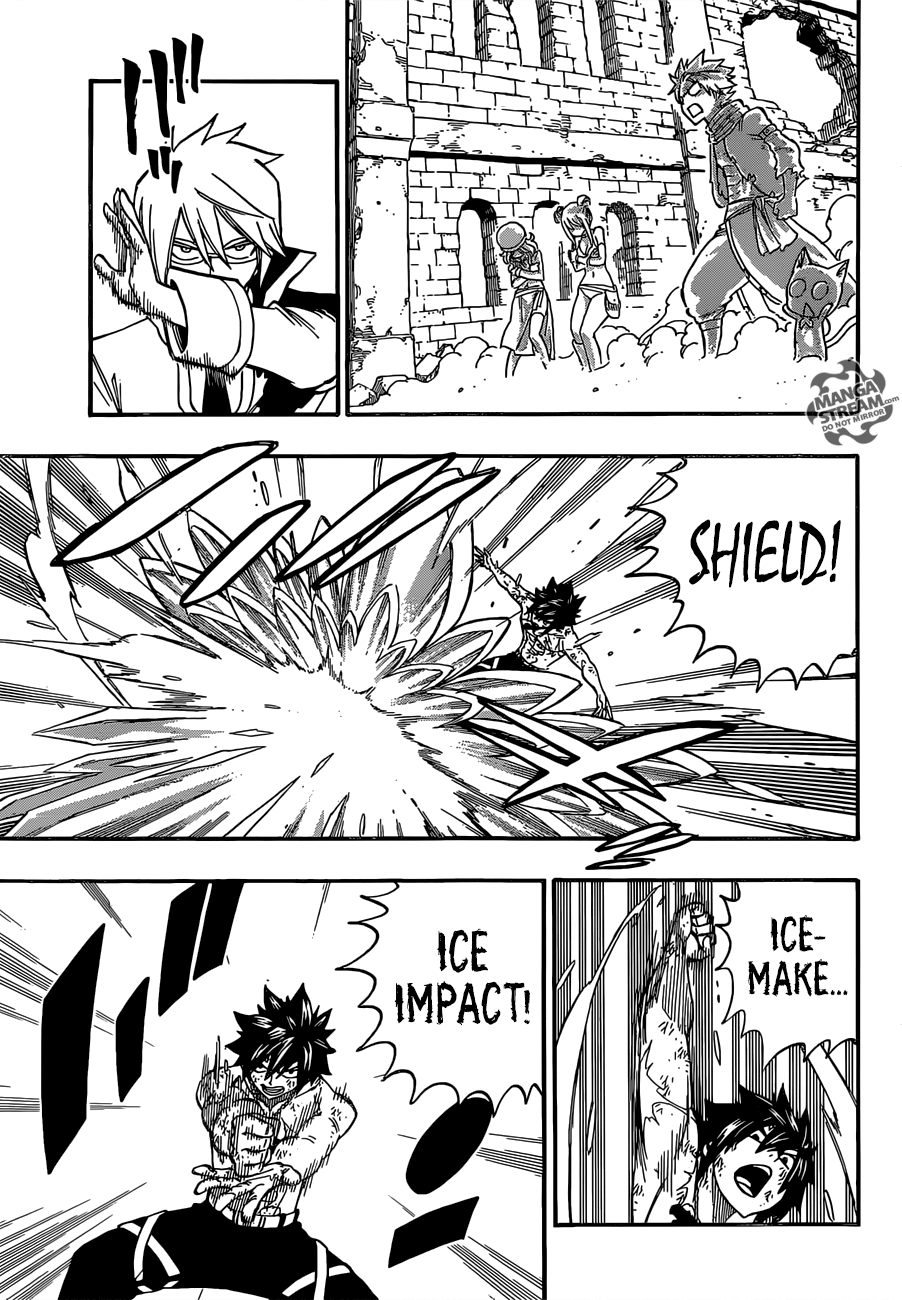 MANGA
STREAM.com
DO NOT MIRROR
SHIELD!
ICE-
MAKE...
ICE
IMPACT!